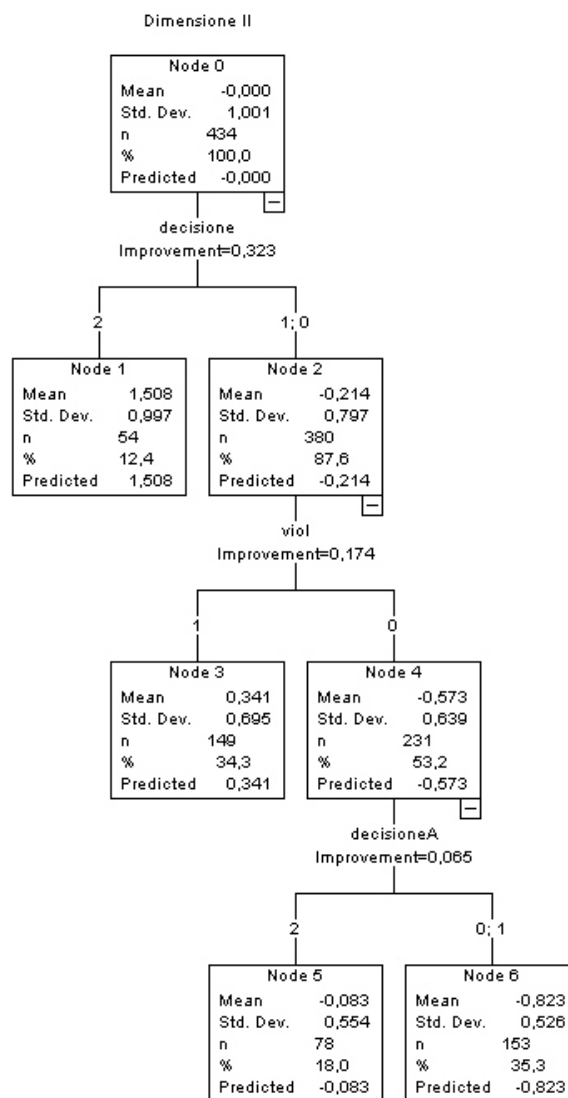 Dimensione II
Node 0
Mean -0,000
Std. Dev. 1,001
n 434
% 100,0
Predicted -0,000
decisione
Improvement=0,323
2 1; 0
Node 1
Mean 1,508
Std. Dev. 0,997
n 54
% 12,4
Predicted 1,508
Node 2
Mean -0,214
Std. Dev. 0,797
n 380
% 87,6
Predicted -0,214
viol
Improvement=0,174
1 0
Node 3
Mean 0,341
Std. Dev. 0,695
n 149
% 34,3
Predicted 0,341
Node 4
Mean -0,573
Std. Dev. 0,639
n 231
% 53,2
Predicted -0,573
decisioneA
Improvement=0,065
2 0; 1
Node 5
Mean -0,083
Std. Dev. 0,554
n 78
% 18,0
Predicted -0,083
Node 6
Mean -0,823
Std. Dev. 0,526
n 153
% 35,3
Predicted -0,823